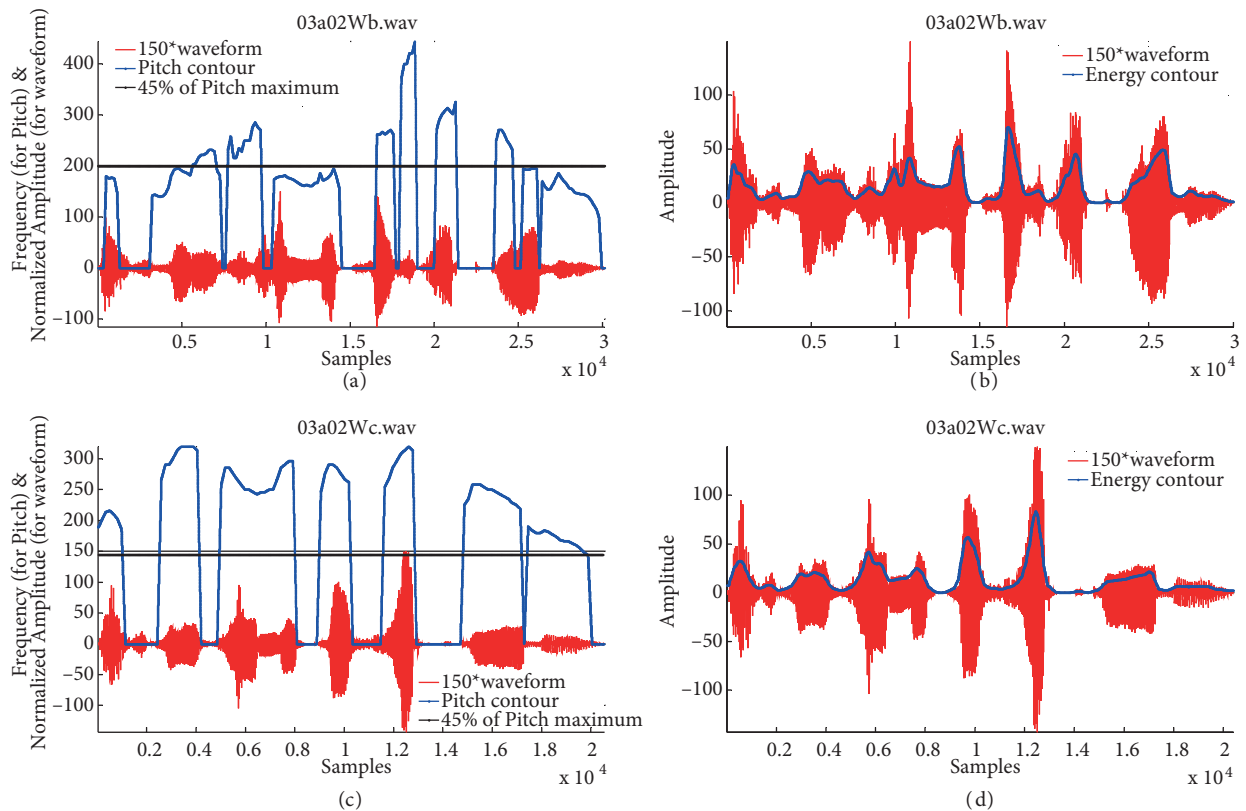 03a02Wb.wav
150*waveform
Pitch contour
45% of Pitch maximum
Frequency (for Pitch) &
Normalized Amplitude (for waveform)
400
300
200
100
0
−100
0.5 1 1.5 2 2.5 3
Samples
x 10^4
(a)
03a02Wb.wav
150*waveform
Energy contour
Amplitude
100
50
0
−50
−100
0.5 1 1.5 2 2.5 3
Samples
x 10^4
(b)
03a02Wc.wav
Frequency (for Pitch) &
Normalized Amplitude (for waveform)
300
250
200
150
100
50
0
−50
−100
150*waveform
Pitch contour
45% of Pitch maximum
0.2 0.4 0.6 0.8 1 1.2 1.4 1.6 1.8 2
Samples
x 10^4
(c)
03a02Wc.wav
150*waveform
Energy contour
Amplitude
100
50
0
−50
−100
0.2 0.4 0.6 0.8 1 1.2 1.4 1.6 1.8 2
Samples
x 10^4
(d)